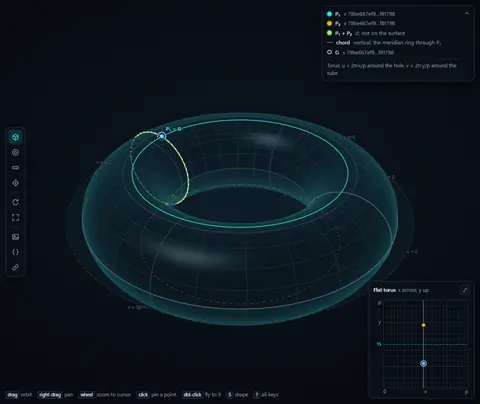 P₁ x 79be667ef9…f81798
P₂ x 79be667ef9…f81798
P₁ + P₂ 𝒪, not on the surface
chord vertical: the meridian ring through P₁
G x 79be667ef9…f81798
Torus: u = 2π x/p around the hole, v = 2π y/p around the
tube
P₁ = G
Flat torus x across, y up
p
y
½
0
x
p
drag orbit right-drag pan wheel zoom to cursor click pin a point dbl-click fly to it S shape ? all keys